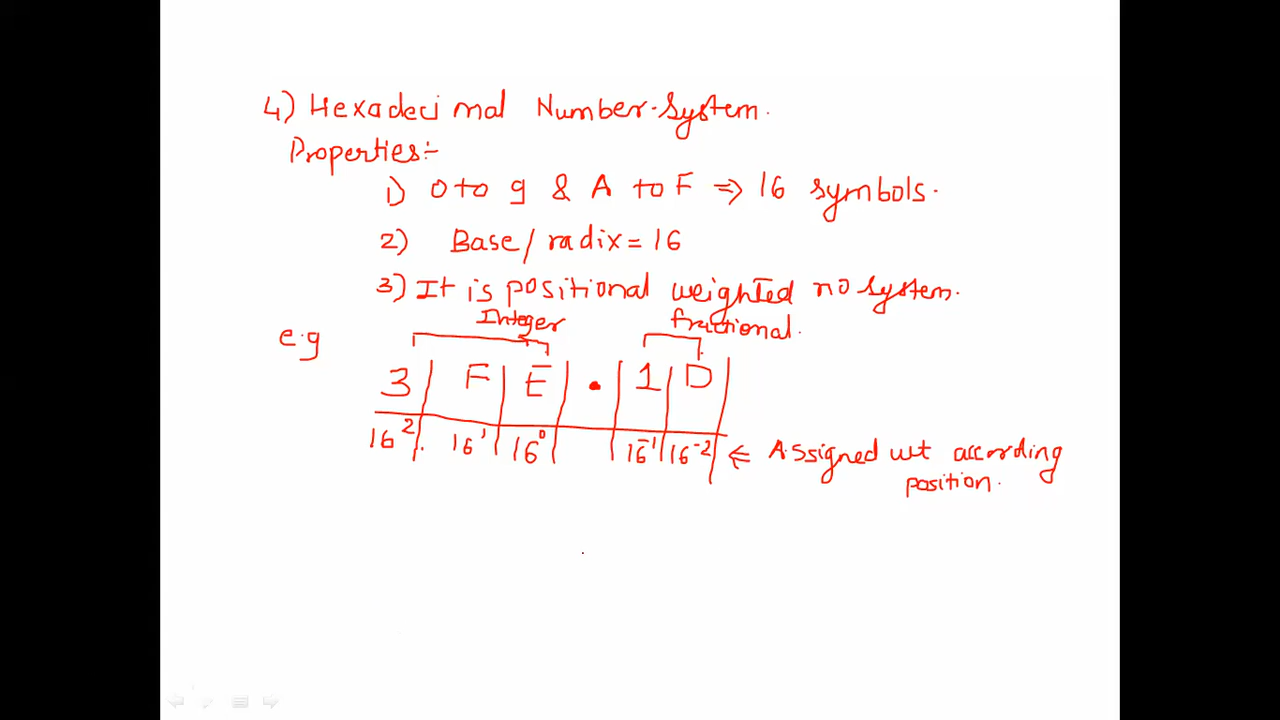 4) Hexadecimal Number System.
Properties:-
1) 0 to 9 & A to F => 16 symbols.
2) Base/radix = 16
3) It is positional weighted no system.
Integer fractional.
e.g
3 | F | E | . | 1 | D |
16² | 16¹ | 16⁰ | | 16⁻¹ | 16⁻² | ← Assigned wt according
position.